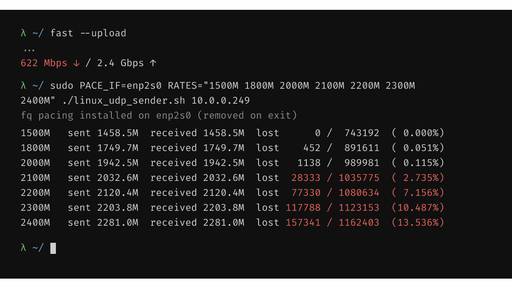 λ ~/ fast --upload
...
622 Mbps ↓ / 2.4 Gbps ↑
λ ~/ sudo PACE_IF=enp2s0 RATES="1500M 1800M 2000M 2100M 2200M 2300M
2400M" ./linux_udp_sender.sh 10.0.0.249
fq pacing installed on enp2s0 (removed on exit)
1500M sent 1458.5M received 1458.5M lost 0 / 743192 ( 0.000%)
1800M sent 1749.7M received 1749.7M lost 452 / 891611 ( 0.051%)
2000M sent 1942.5M received 1942.5M lost 1138 / 989981 ( 0.115%)
2100M sent 2032.6M received 2032.6M lost 28333 / 1035775 ( 2.735%)
2200M sent 2120.4M received 2120.4M lost 77330 / 1080634 ( 7.156%)
2300M sent 2203.8M received 2203.8M lost 117788 / 1123153 (10.487%)
2400M sent 2281.0M received 2281.0M lost 157341 / 1162403 (13.536%)
λ ~/